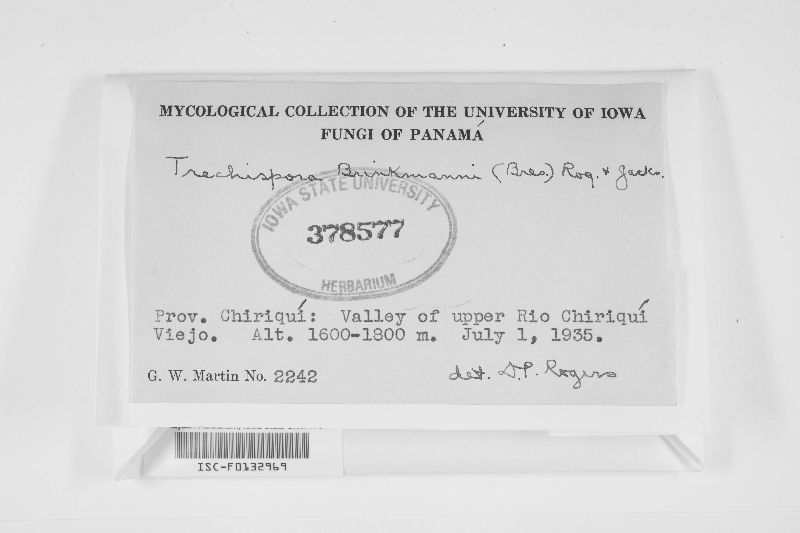 MYCOLOGICAL COLLECTION OF THE UNIVERSITY OF IOWA
FUNGI OF PANAMÁ
Trechispora Brinkmanni (Bres.) Rog. & Jacks.
IOWA STATE UNIVERSITY
378577
HERBARIUM
Prov. Chiriquí: Valley of upper Rio Chiriquí
Viejo. Alt. 1600-1800 m. July 1, 1935.
G. W. Martin No. 2242
det. D.P. Rogers
ISC-F0132969